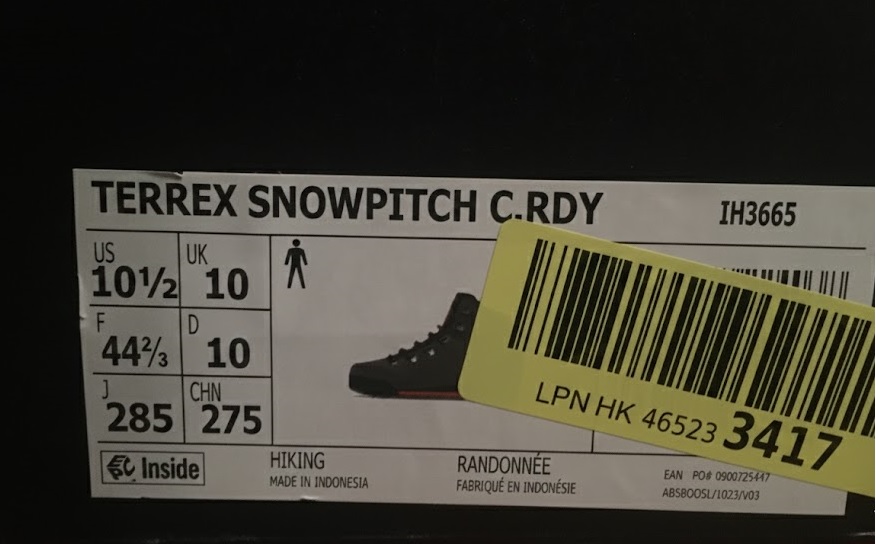 TERREX SNOWPITCH C.RDY
IH3665
US
10½
UK
10
F
44⅔
D
10
J
285
CHN
275
Inside
HIKING
MADE IN INDONESIA
RANDONNÉE
FABRIQUÉ EN INDONÉSIE
EAN PO# 0900725447
ABSBOOSL/1023/V03
LPN HK 46523 3417